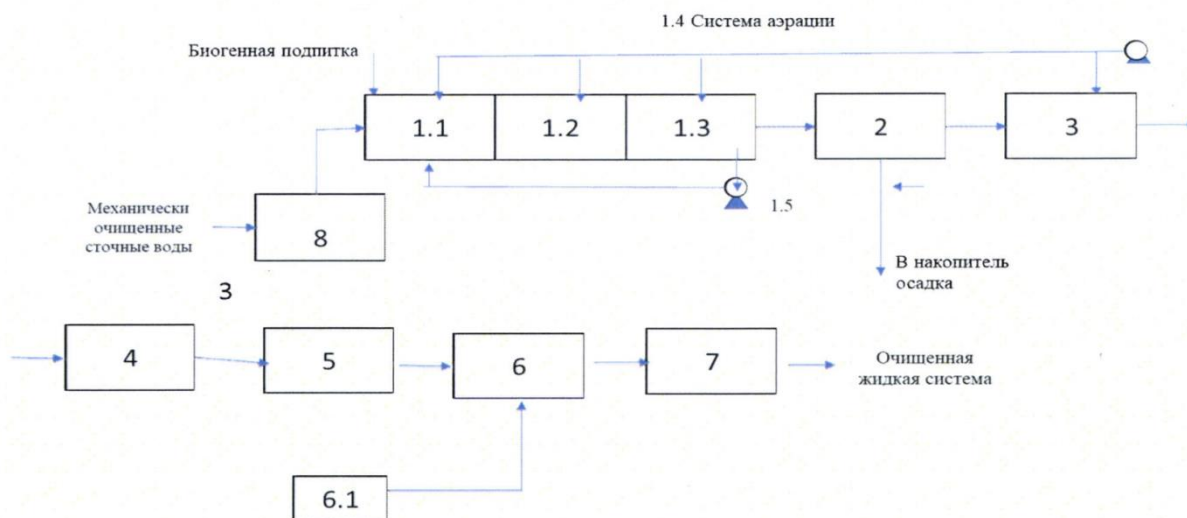 1.4 Система аэрации
Биогенная подпитка
1.1
1.2
1.3
2
3
1.5
Механически
очищенные
сточные воды
8
В накопитель
осадка
3
4
5
6
7
Очищенная
жидкая система
6.1